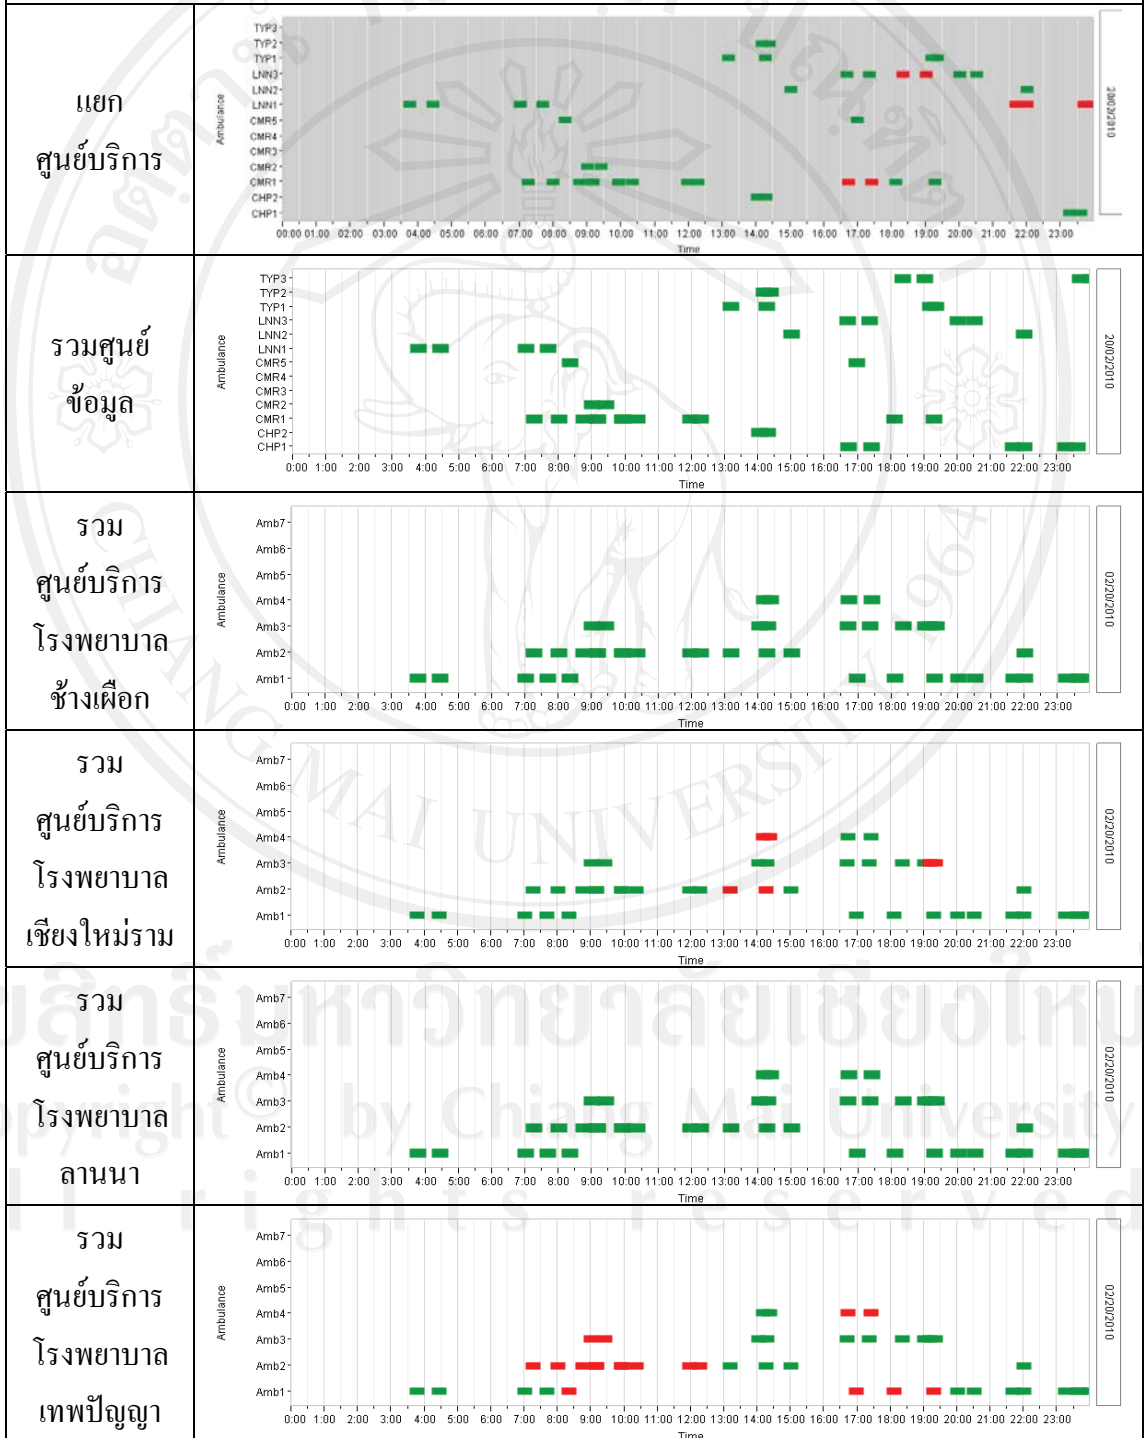 แยก
ศูนย์บริการ
Ambulance
TYP3
TYP2
TYP1
LNN3
LNN2
LNN1
CMR5
CMR4
CMR3
CMR2
CMR1
CHP2
CHP1
00:00 01:00 02:00 03:00 04:00 05:00 06:00 07:00 08:00 09:00 10:00 11:00 12:00 13:00 14:00 15:00 16:00 17:00 18:00 19:00 20:00 21:00 22:00 23:00
Time
20/02/2010
รวมศูนย์
ข้อมูล
Ambulance
TYP3
TYP2
TYP1
LNN3
LNN2
LNN1
CMR5
CMR4
CMR3
CMR2
CMR1
CHP2
CHP1
0:00 1:00 2:00 3:00 4:00 5:00 6:00 7:00 8:00 9:00 10:00 11:00 12:00 13:00 14:00 15:00 16:00 17:00 18:00 19:00 20:00 21:00 22:00 23:00
Time
20/02/2010
รวม
ศูนย์บริการ
โรงพยาบาล
ช้างเผือก
Ambulance
Amb7
Amb6
Amb5
Amb4
Amb3
Amb2
Amb1
0:00 1:00 2:00 3:00 4:00 5:00 6:00 7:00 8:00 9:00 10:00 11:00 12:00 13:00 14:00 15:00 16:00 17:00 18:00 19:00 20:00 21:00 22:00 23:00
Time
02/20/2010
รวม
ศูนย์บริการ
โรงพยาบาล
เชียงใหม่ราม
Ambulance
Amb7
Amb6
Amb5
Amb4
Amb3
Amb2
Amb1
0:00 1:00 2:00 3:00 4:00 5:00 6:00 7:00 8:00 9:00 10:00 11:00 12:00 13:00 14:00 15:00 16:00 17:00 18:00 19:00 20:00 21:00 22:00 23:00
Time
02/20/2010
รวม
ศูนย์บริการ
โรงพยาบาล
ลานนา
Ambulance
Amb7
Amb6
Amb5
Amb4
Amb3
Amb2
Amb1
0:00 1:00 2:00 3:00 4:00 5:00 6:00 7:00 8:00 9:00 10:00 11:00 12:00 13:00 14:00 15:00 16:00 17:00 18:00 19:00 20:00 21:00 22:00 23:00
Time
02/20/2010
รวม
ศูนย์บริการ
โรงพยาบาล
เทพปัญญา
Ambulance
Amb7
Amb6
Amb5
Amb4
Amb3
Amb2
Amb1
0:00 1:00 2:00 3:00 4:00 5:00 6:00 7:00 8:00 9:00 10:00 11:00 12:00 13:00 14:00 15:00 16:00 17:00 18:00 19:00 20:00 21:00 22:00 23:00
Time
02/20/2010
CHIANG MAI UNIVERSITY 1964
by Chiang Mai University
rights reserved